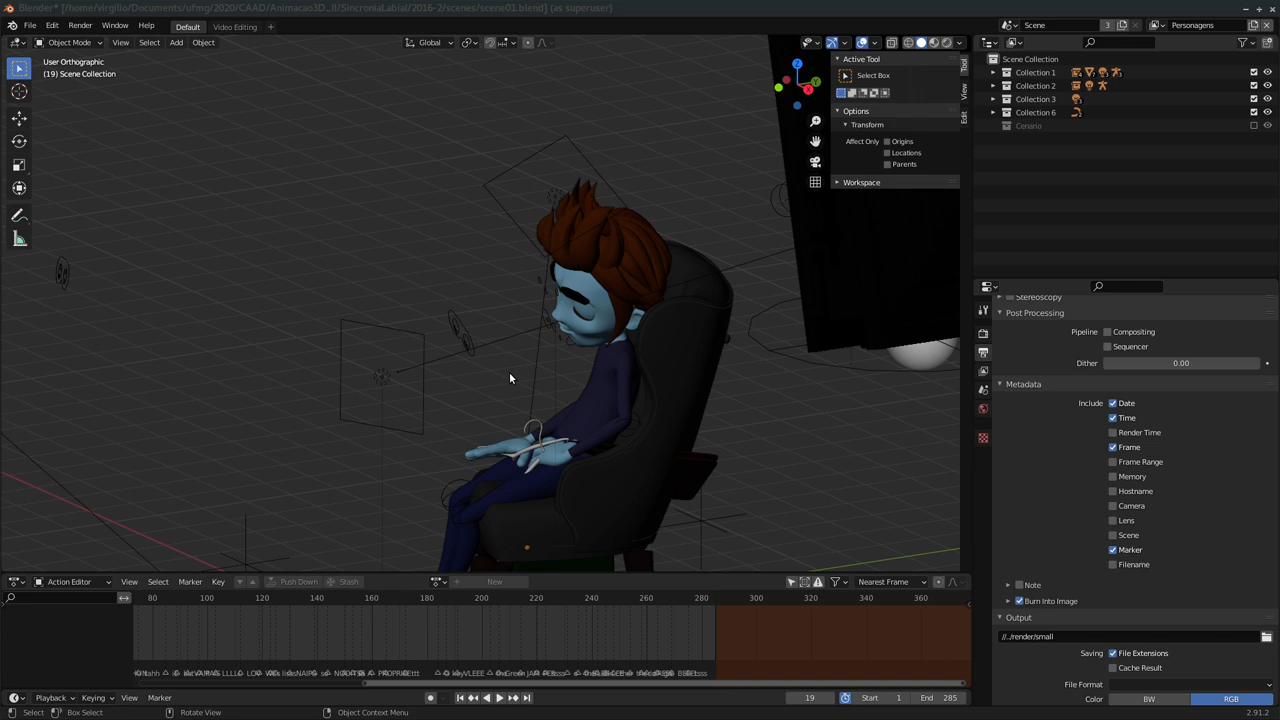 Blender* [/home/virgilio/Documents/ufmg/2020/CAAD/Animacao3D_II/SincroniaLabial/2016-2/scenes/scene01.blend] (as superuser)
File Edit Render Window Help Default Video Editing + Scene 3 Personagens
Object Mode View Select Add Object Global
User Orthographic
(19) Scene Collection
Active Tool
Select Box
Options
Transform
Affect Only Origins
Locations
Parents
Workspace
Tool
View
Edit
X
Y
Z
Scene Collection
Collection 1
Collection 2
Collection 3
Collection 6
Cenario
Stereoscopy
Post Processing
Pipeline Compositing
Sequencer
Dither 0.00
Metadata
Include Date
Time
Render Time
Frame
Frame Range
Memory
Hostname
Camera
Lens
Scene
Marker
Filename
Note
Burn Into Image
Output
//../render/small
Saving File Extensions
Cache Result
File Format
Color BW RGB
Action Editor View Select Marker Key Push Down Stash + New Nearest Frame
80 100 120 140 160 180 200 220 240 260 280 300 320 340 360
Playback Keying View Marker 19 Start 1 End 285
Select Box Select Rotate View Object Context Menu 2.91.2